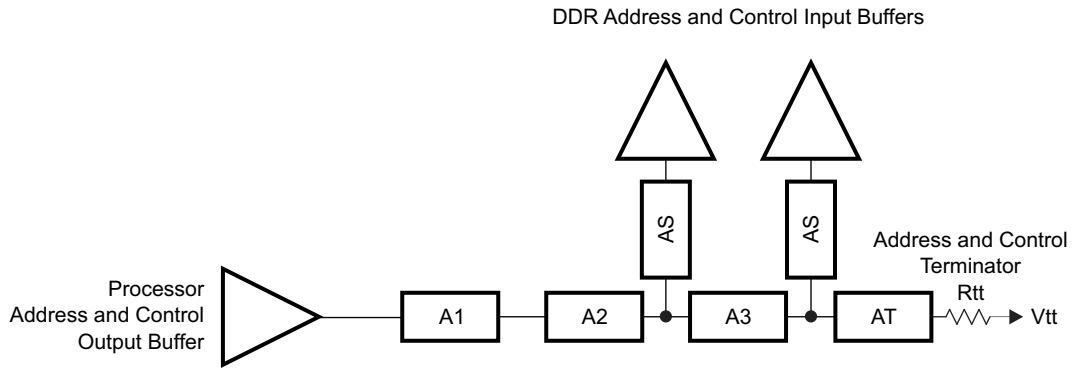 DDR Address and Control Input Buffers
AS
AS
Address and Control
Terminator
Rtt
Processor
Address and Control
Output Buffer
A1
A2
A3
AT
Vtt